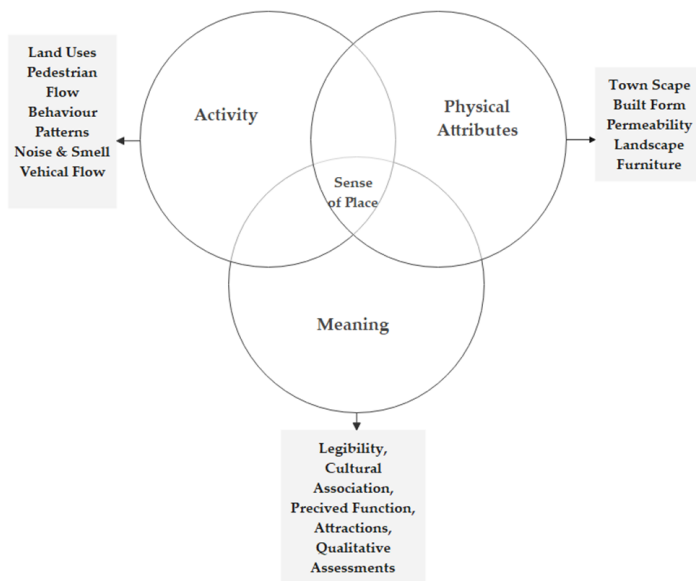 Land Uses
Pedestrian
Flow
Behaviour
Patterns
Noise & Smell
Vehical Flow
Activity
Physical
Attributes
Town Scape
Built Form
Permeability
Landscape
Furniture
Sense
of Place
Meaning
Legibility,
Cultural
Association,
Precived Function,
Attractions,
Qualitative
Assessments